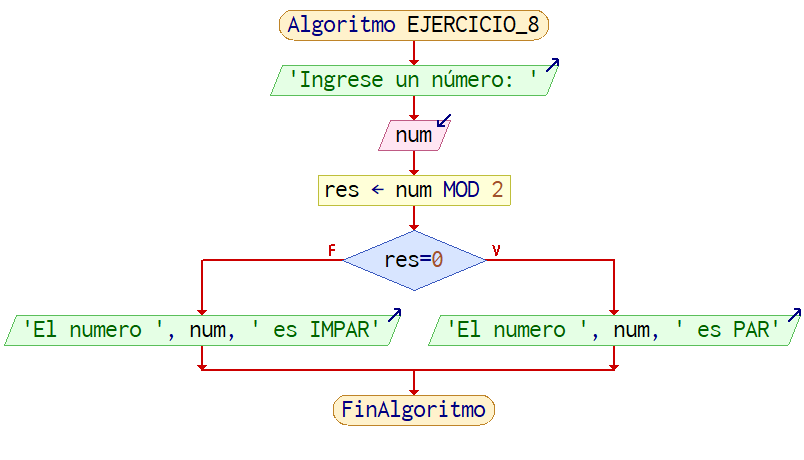 Algoritmo EJERCICIO_8
'Ingrese un número: '
num
res ← num MOD 2
F
V
res=0
'El numero ', num, ' es IMPAR'
'El numero ', num, ' es PAR'
FinAlgoritmo